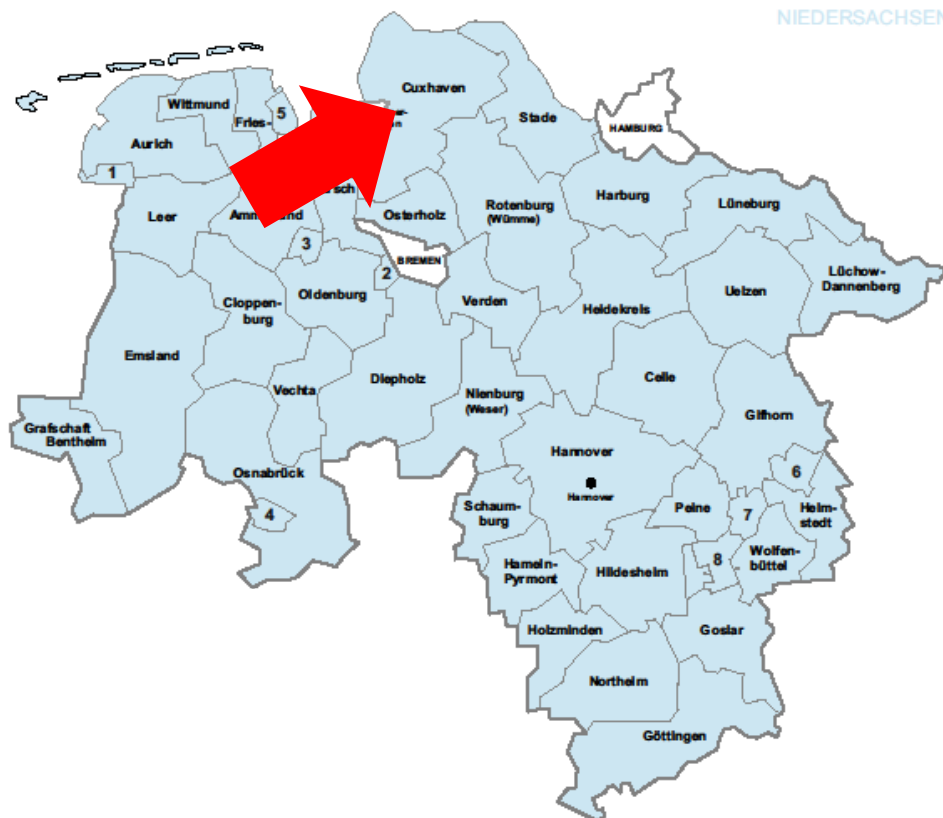 NIEDERSACHSEN
Cuxhaven
Wittmund
5
Fries-
Stade
HAMBURG
Aurich
1
Harburg
Lüneburg
Leer
Osterholz
Rotenburg
(Wümme)
3
BREMEN
2
Lüchow-
Dannenberg
Oldenburg
Verden
Heidekreis
Uelzen
Cloppen-
burg
Emsland
Vechta
Diepholz
Nienburg
(Weser)
Celle
Gifhorn
Grafschaft
Bentheim
Hannover
Osnabrück
6
Hannover
Schaum-
burg
Peine
7
Helm-
stedt
4
Wolfen-
büttel
8
Hameln-
Pyrmont
Hildesheim
Holzminden
Goslar
Northeim
Göttingen